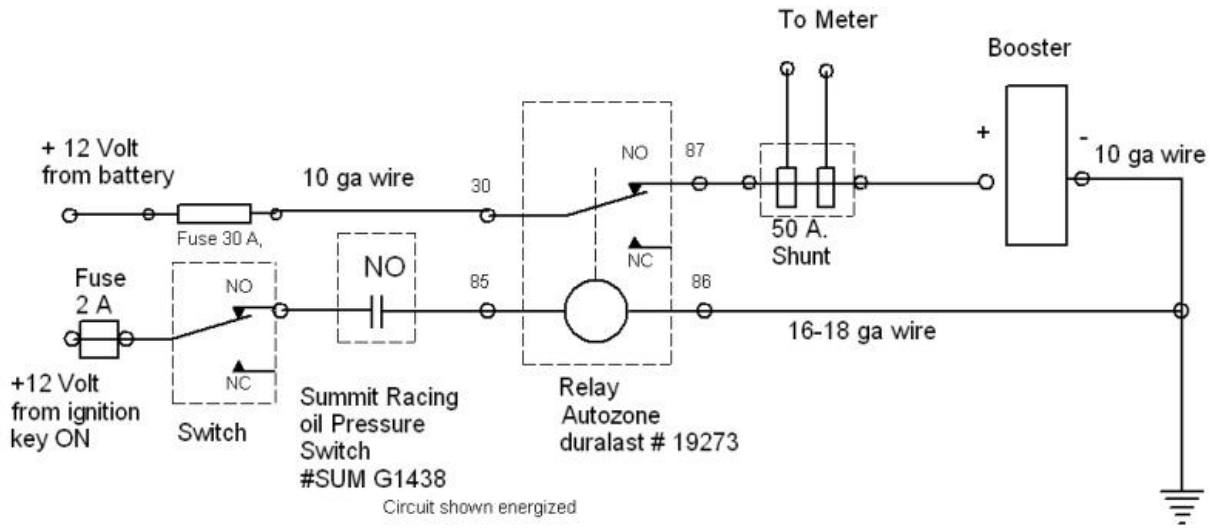 To Meter
Booster
+ 12 Volt
from battery
10 ga wire
30
NO
87
+
-
10 ga wire
Fuse 30 A,
50 A.
Shunt
NC
Fuse
2 A
NO
NO
85
86
16-18 ga wire
NC
+12 Volt
from ignition
key ON
Switch
Summit Racing
oil Pressure
Switch
#SUM G1438
Relay
Autozone
duralast # 19273
Circuit shown energized